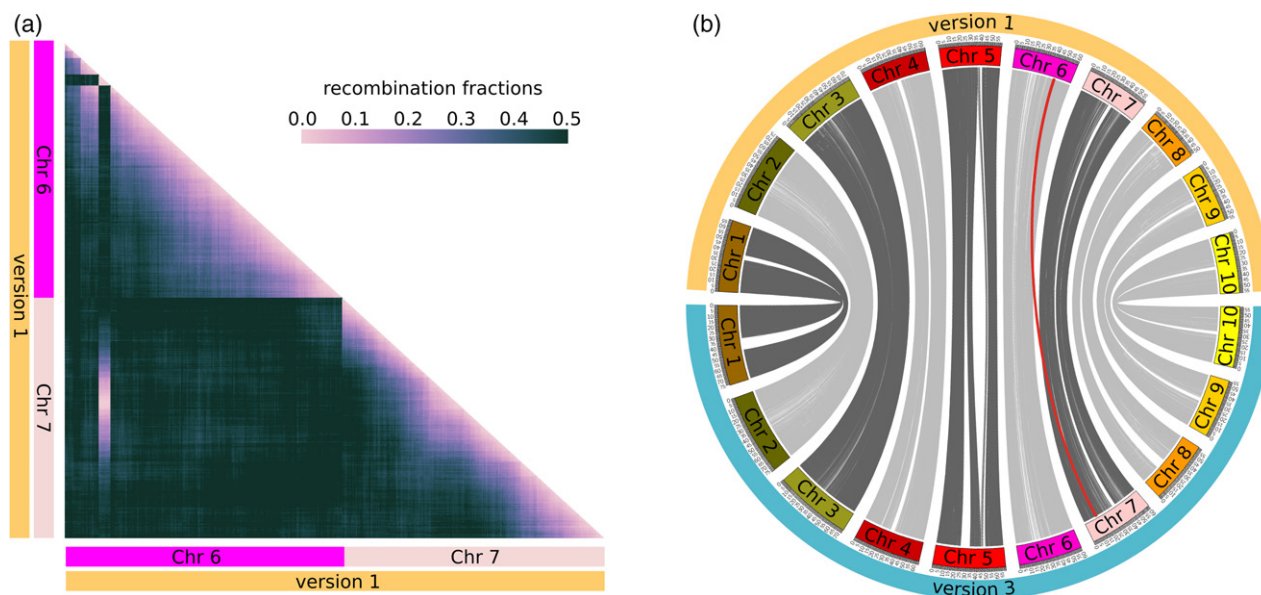 (a)
recombination fractions
0.0 0.1 0.2 0.3 0.4 0.5
version 1
Chr 6
Chr 7
Chr 6 Chr 7
version 1
(b)
version 1
Chr 1
Chr 2
Chr 3
Chr 4
Chr 5
Chr 6
Chr 7
Chr 8
Chr 9
Chr 10
Chr 1
Chr 2
Chr 3
Chr 4
Chr 5
Chr 6
Chr 7
Chr 8
Chr 9
Chr 10
version 3